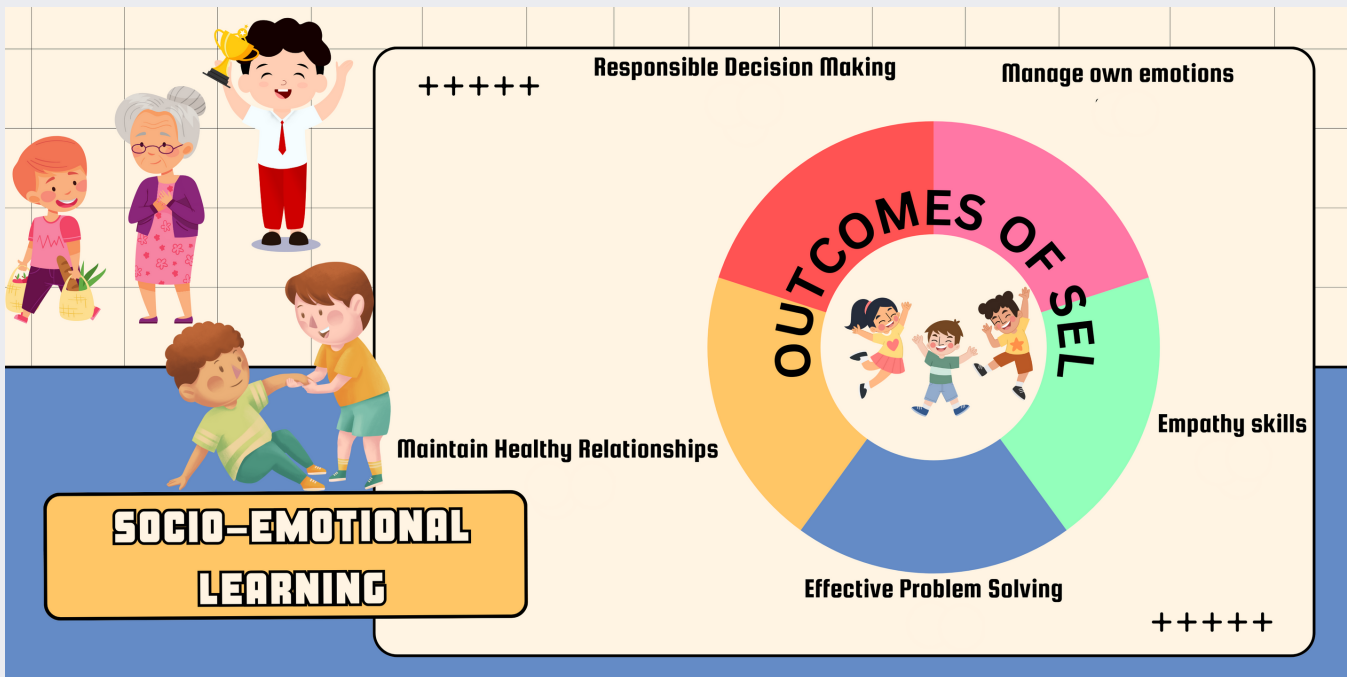 +++++
Responsible Decision Making
Manage own emotions
OUTCOMES OF SEL
Maintain Healthy Relationships
Empathy skills
SOCIO-EMOTIONAL
LEARNING
Effective Problem Solving
+++++